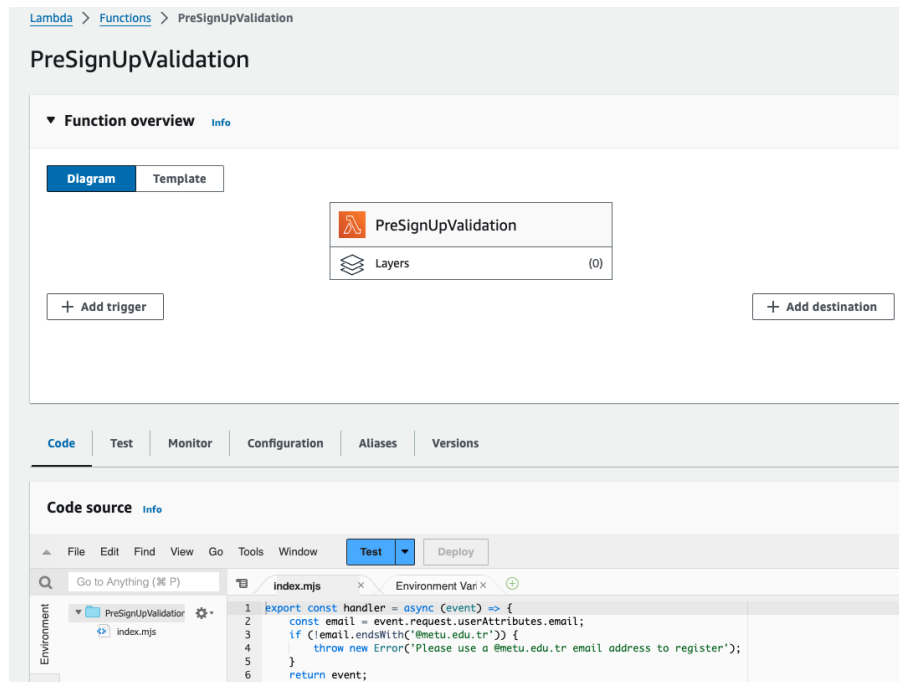 Lambda > Functions > PreSignUpValidation
PreSignUpValidation
Function overview Info
Diagram Template
PreSignUpValidation
Layers (0)
+ Add trigger
+ Add destination
Code Test Monitor Configuration Aliases Versions
Code source Info
File Edit Find View Go Tools Window Test Deploy
Go to Anything (⌘ P)
index.mjs × Environment Vari ×
Environment
PreSignUpValidation
index.mjs
1 export const handler = async (event) => {
2 const email = event.request.userAttributes.email;
3 if (!email.endsWith('@metu.edu.tr')) {
4 throw new Error('Please use a @metu.edu.tr email address to register');
5 }
6 return event;